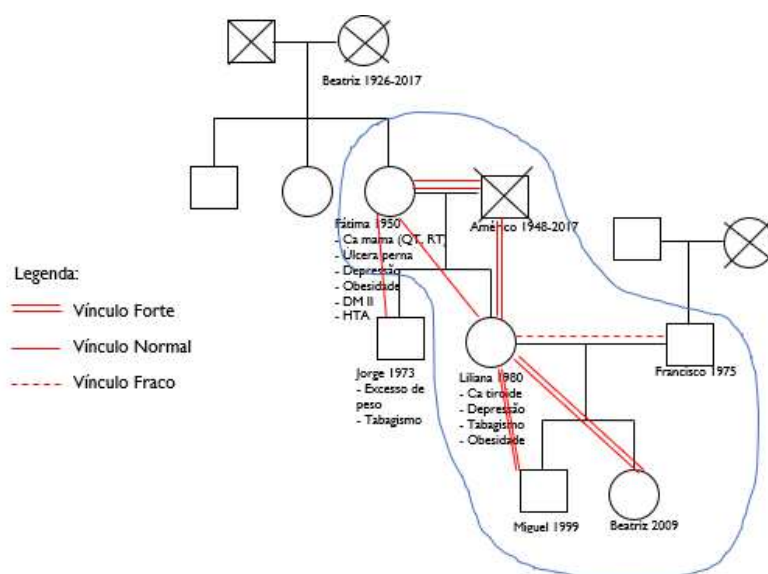 Beatriz 1926-2017
Fátima 1950
- Ca mama (QT, RT)
- Úlcera perna
- Depressão
- Obesidade
- DM II
- HTA
Américo 1948-2017
Legenda:
Vínculo Forte
Vínculo Normal
Vínculo Fraco
Jorge 1973
- Excesso de
peso
- Tabagismo
Liliana 1980
- Ca tiroide
- Depressão
- Tabagismo
- Obesidade
Francisco 1975
Miguel 1999
Beatriz 2009